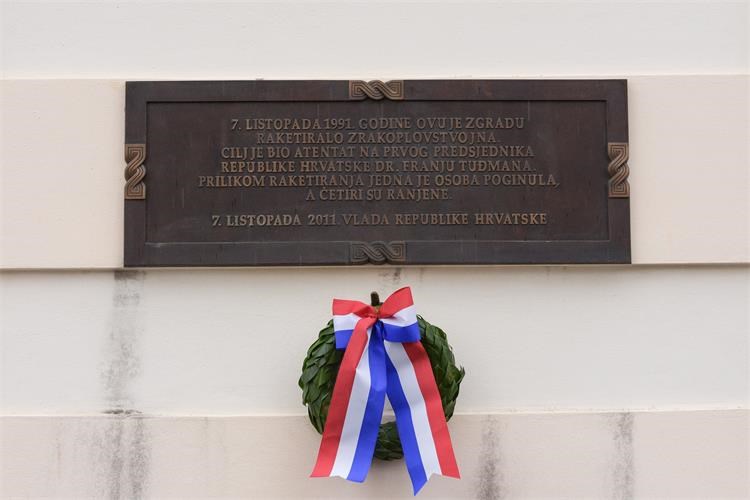 7. LISTOPADA 1991. GODINE OVU JE ZGRADU
RAKETIRALO ZRAKOPLOVSTVO JNA.
CILJ JE BIO ATENTAT NA PRVOG PREDSJEDNIKA
REPUBLIKE HRVATSKE DR. FRANJU TUĐMANA.
PRILIKOM RAKETIRANJA JEDNA JE OSOBA POGINULA,
A ČETIRI SU RANJENE.
7. LISTOPADA 2011. VLADA REPUBLIKE HRVATSKE